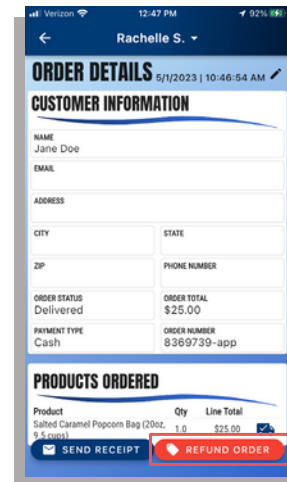 Verizon 12:47 PM 92%
Rachelle S.
ORDER DETAILS 5/1/2023 | 10:46:54 AM
CUSTOMER INFORMATION
NAME
Jane Doe
EMAIL
ADDRESS
CITY STATE
ZIP PHONE NUMBER
ORDER STATUS ORDER TOTAL
Delivered $25.00
PAYMENT TYPE ORDER NUMBER
Cash 8369739-app
PRODUCTS ORDERED
Product Qty Line Total
Salted Caramel Popcorn Bag (20oz, 1.0 $25.00
9.5 cups)
SEND RECEIPT REFUND ORDER